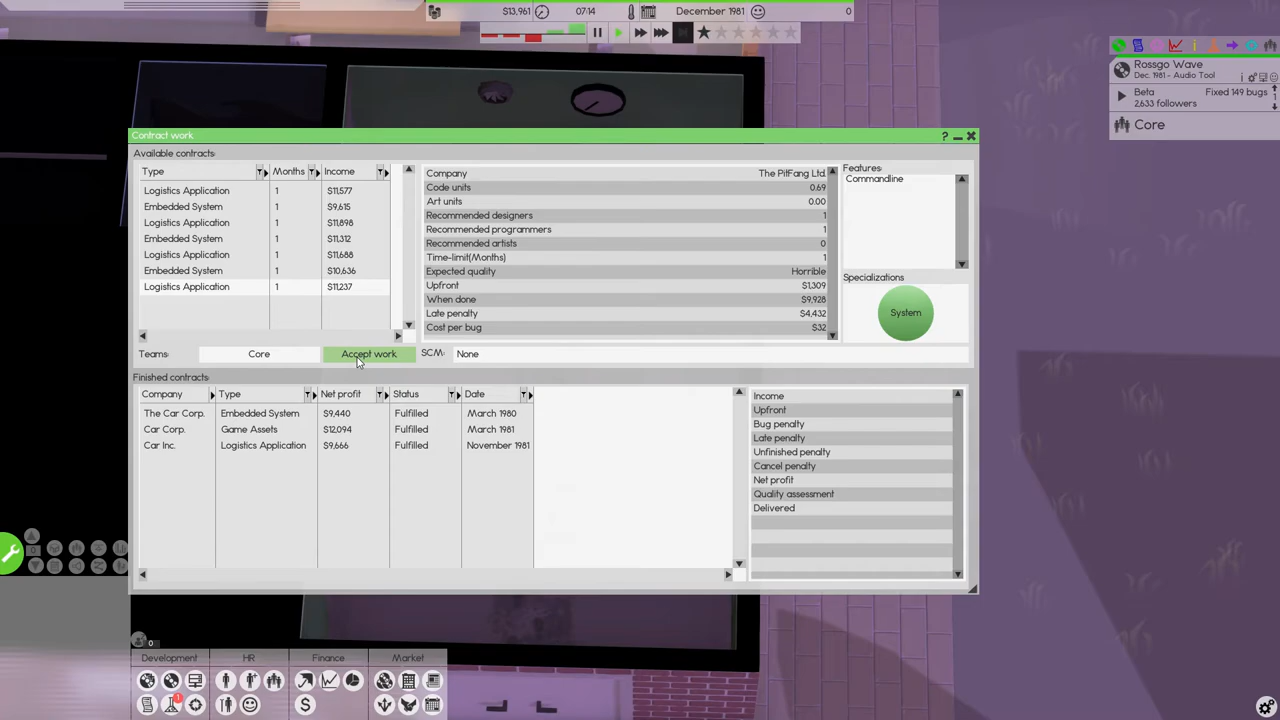 $13,961 07:14 December 1981 0
Rossgo Wave
Dec. 1981 - Audio Tool
Beta Fixed 149 bugs
2,633 followers
1
Core
Contract work
? 
Available contracts:
Type Months Income
Logistics Application 1 $11,577
Embedded System 1 $9,615
Logistics Application 1 $11,898
Embedded System 1 $11,312
Logistics Application 1 $11,688
Embedded System 1 $10,636
Logistics Application 1 $11,237
Company The PitFang Ltd.
Code units 0.69
Art units 0.00
Recommended designers 1
Recommended programmers 1
Recommended artists 0
Time-limit(Months) 1
Expected quality Horrible
Upfront $1,309
When done $9,928
Late penalty $4,432
Cost per bug $32
Features:
Commandline
Specializations
System
Teams: Core Accept work SCM: None
Finished contracts:
Company Type Net profit Status Date
The Car Corp. Embedded System $9,440 Fulfilled March 1980
Car Corp. Game Assets $12,094 Fulfilled March 1981
Car Inc. Logistics Application $9,666 Fulfilled November 1981
Income
Upfront
Bug penalty
Late penalty
Unfinished penalty
Cancel penalty
Net profit
Quality assessment
Delivered
0
0
Development HR Finance Market
1
$